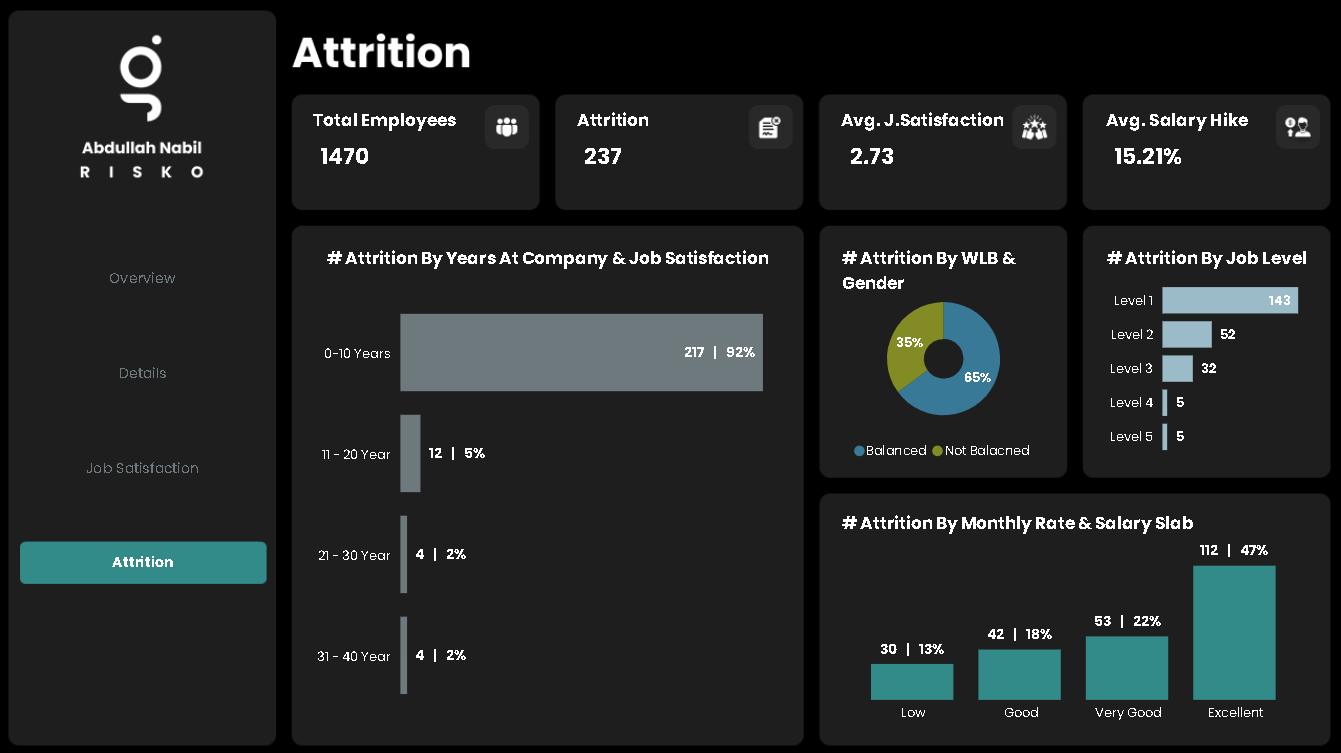 Abdullah Nabil
R I S K O
Overview
Details
Job Satisfaction
Attrition
Attrition
Total Employees
1470
Attrition
237
Avg. J.Satisfaction
2.73
Avg. Salary Hike
15.21%
# Attrition By Years At Company & Job Satisfaction
0-10 Years
217 | 92%
11 - 20 Year
12 | 5%
21 - 30 Year
4 | 2%
31 - 40 Year
4 | 2%
# Attrition By WLB &
Gender
35%
65%
Balanced
Not Balacned
# Attrition By Job Level
Level 1
143
Level 2
52
Level 3
32
Level 4
5
Level 5
5
# Attrition By Monthly Rate & Salary Slab
30 | 13%
42 | 18%
53 | 22%
112 | 47%
Low
Good
Very Good
Excellent